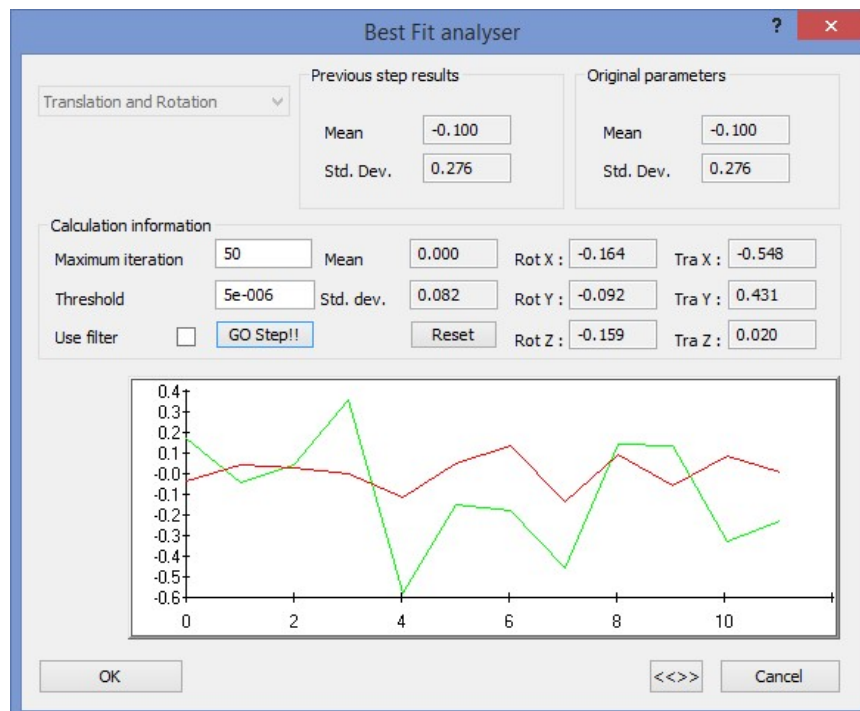 Best Fit analyser
?
×
Translation and Rotation
Previous step results
Mean -0.100
Std. Dev. 0.276
Original parameters
Mean -0.100
Std. Dev. 0.276
Calculation information
Maximum iteration 50 Mean 0.000 Rot X : -0.164 Tra X : -0.548
Threshold 5e-006 Std. dev. 0.082 Rot Y : -0.092 Tra Y : 0.431
Use filter GO Step!! Reset Rot Z : -0.159 Tra Z : 0.020
0.4
0.3
0.2
0.1
-0.0
-0.1
-0.2
-0.3
-0.4
-0.5
-0.6
0 2 4 6 8 10
OK <<>> Cancel